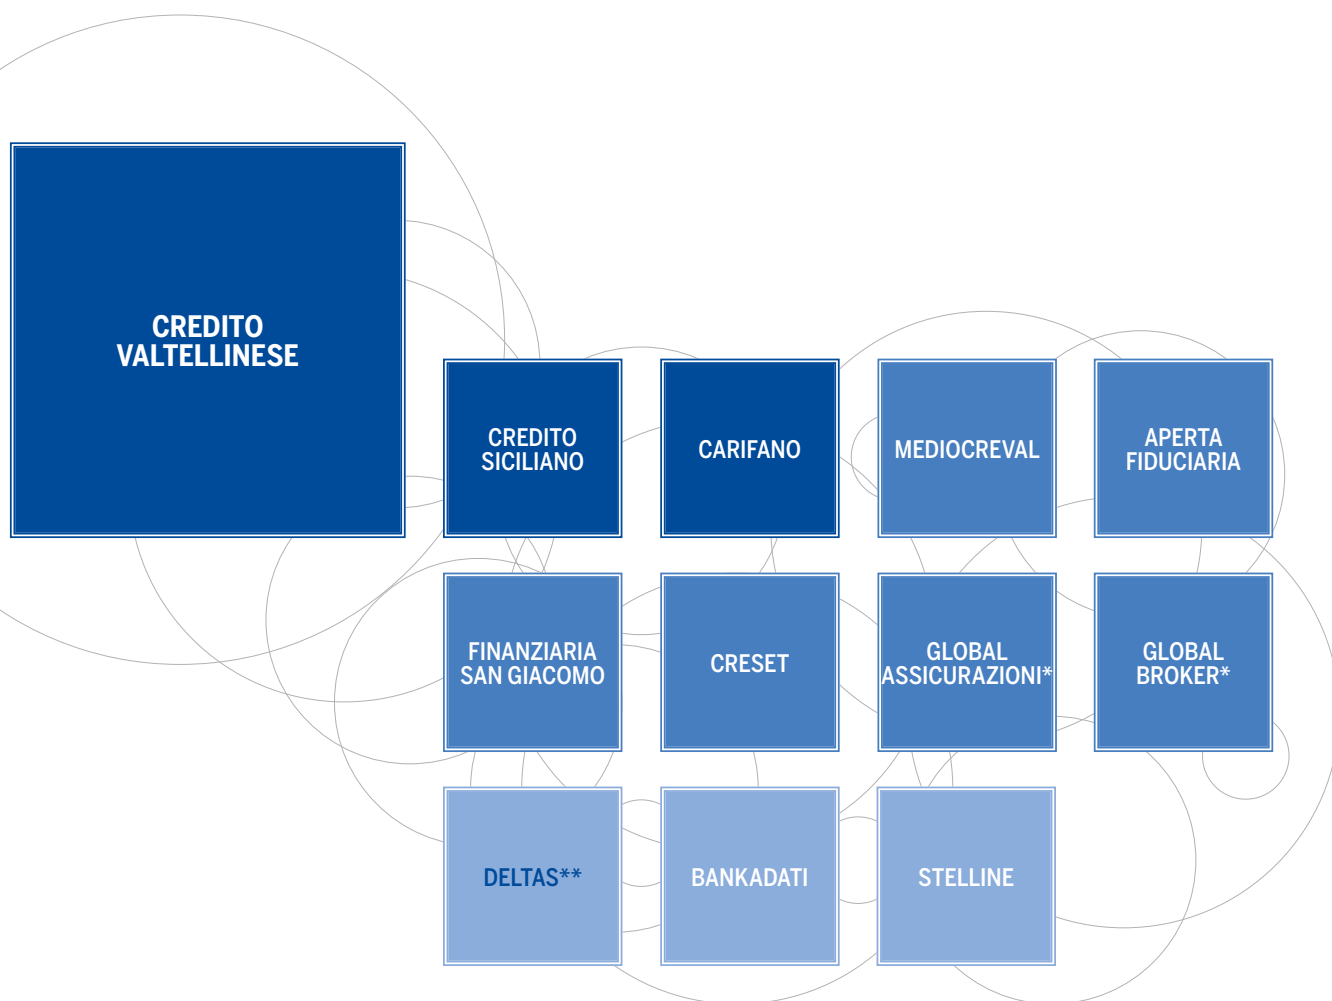 CREDITO
VALTELLINESE
CREDITO
SICILIANO
CARIFANO
MEDIOCREVAL
APERTA
FIDUCIARIA
FINANZIARIA
SAN GIACOMO
CRESET
GLOBAL
ASSICURAZIONI*
GLOBAL
BROKER*
DELTAS**
BANKADATI
STELLINE